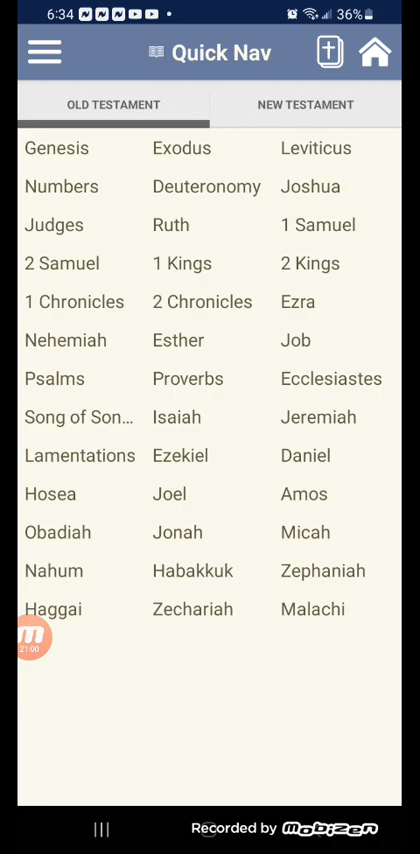 6:34 36%
Quick Nav
OLD TESTAMENT NEW TESTAMENT
Genesis Exodus Leviticus
Numbers Deuteronomy Joshua
Judges Ruth 1 Samuel
2 Samuel 1 Kings 2 Kings
1 Chronicles 2 Chronicles Ezra
Nehemiah Esther Job
Psalms Proverbs Ecclesiastes
Song of Son... Isaiah Jeremiah
Lamentations Ezekiel Daniel
Hosea Joel Amos
Obadiah Jonah Micah
Nahum Habakkuk Zephaniah
Haggai Zechariah Malachi
21:00
Recorded by mobizen